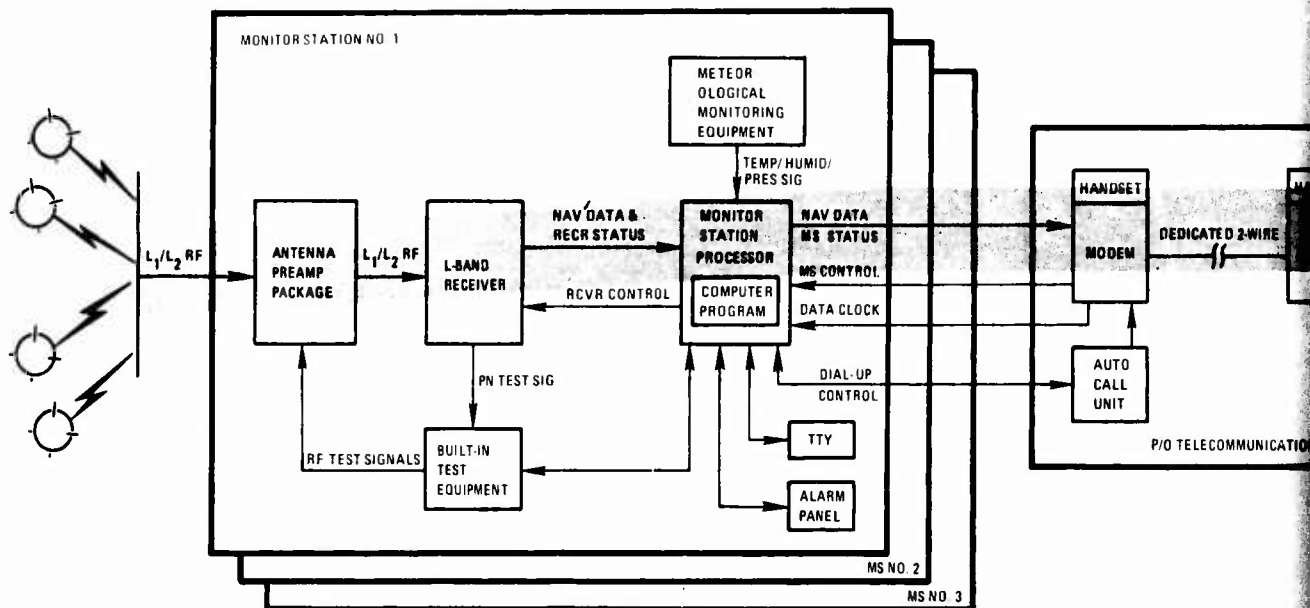 MONITOR STATION NO. 1
METEOR
OLOGICAL
MONITORING
EQUIPMENT
TEMP/HUMID/
PRES SIG
L₁/L₂ RF
ANTENNA
PREAMP
PACKAGE
L₁/L₂ RF
L-BAND
RECEIVER
NAV DATA &
RECR STATUS
RCVR CONTROL
MONITOR
STATION
PROCESSOR
COMPUTER
PROGRAM
NAV DATA
MS STATUS
MS CONTROL
DATA CLOCK
DIAL-UP
CONTROL
HANDSET
MODEM
DEDICATED 2-WIRE
AUTO
CALL
UNIT
P/O TELECOMMUNICATION
PN TEST SIG
RF TEST SIGNALS
BUILT-IN
TEST
EQUIPMENT
TTY
ALARM
PANEL
MS NO. 2
MS NO. 3